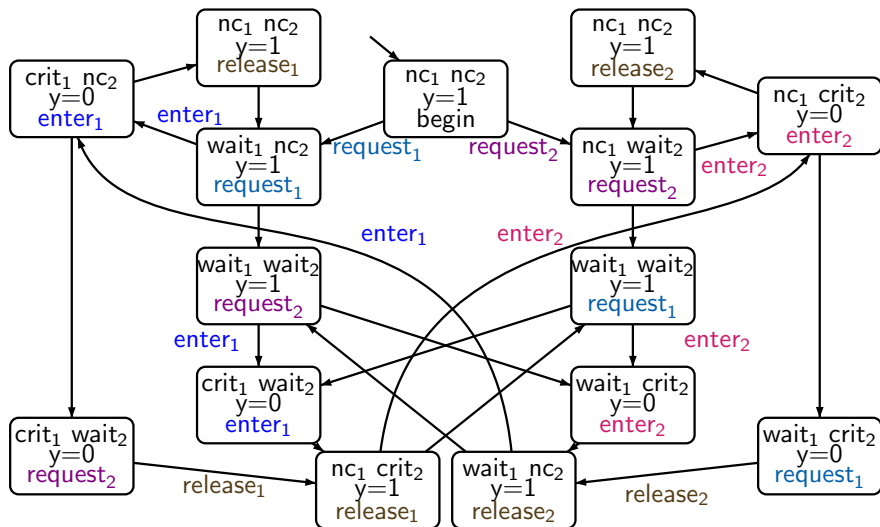 nc₁ nc₂
y=1
release₁
nc₁ nc₂
y=1
begin
nc₁ nc₂
y=1
release₂
crit₁ nc₂
y=0
enter₁
nc₁ crit₂
y=0
enter₂
enter₁
request₁
request₂
enter₂
wait₁ nc₂
y=1
request₁
nc₁ wait₂
y=1
request₂
enter₁
enter₂
wait₁ wait₂
y=1
request₂
wait₁ wait₂
y=1
request₁
enter₁
enter₂
crit₁ wait₂
y=0
enter₁
wait₁ crit₂
y=0
enter₂
crit₁ wait₂
y=0
request₂
wait₁ crit₂
y=0
request₁
release₁
nc₁ crit₂
y=1
release₁
wait₁ nc₂
y=1
release₂
release₂